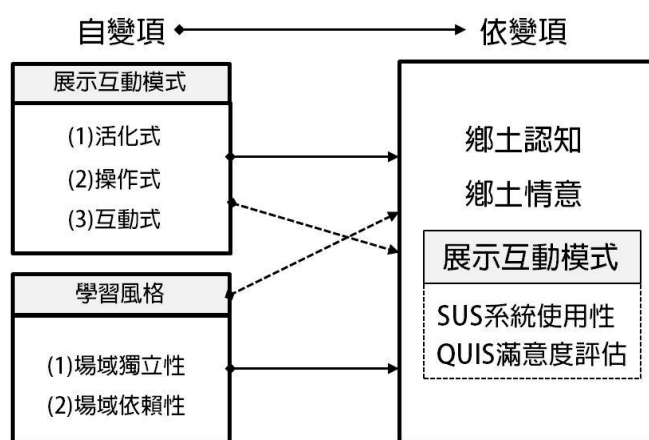 自變項
依變項
展示互動模式
(1)活化式
(2)操作式
(3)互動式
學習風格
(1)場域獨立性
(2)場域依賴性
鄉土認知
鄉土情意
展示互動模式
SUS系統使用性
QUIS滿意度評估